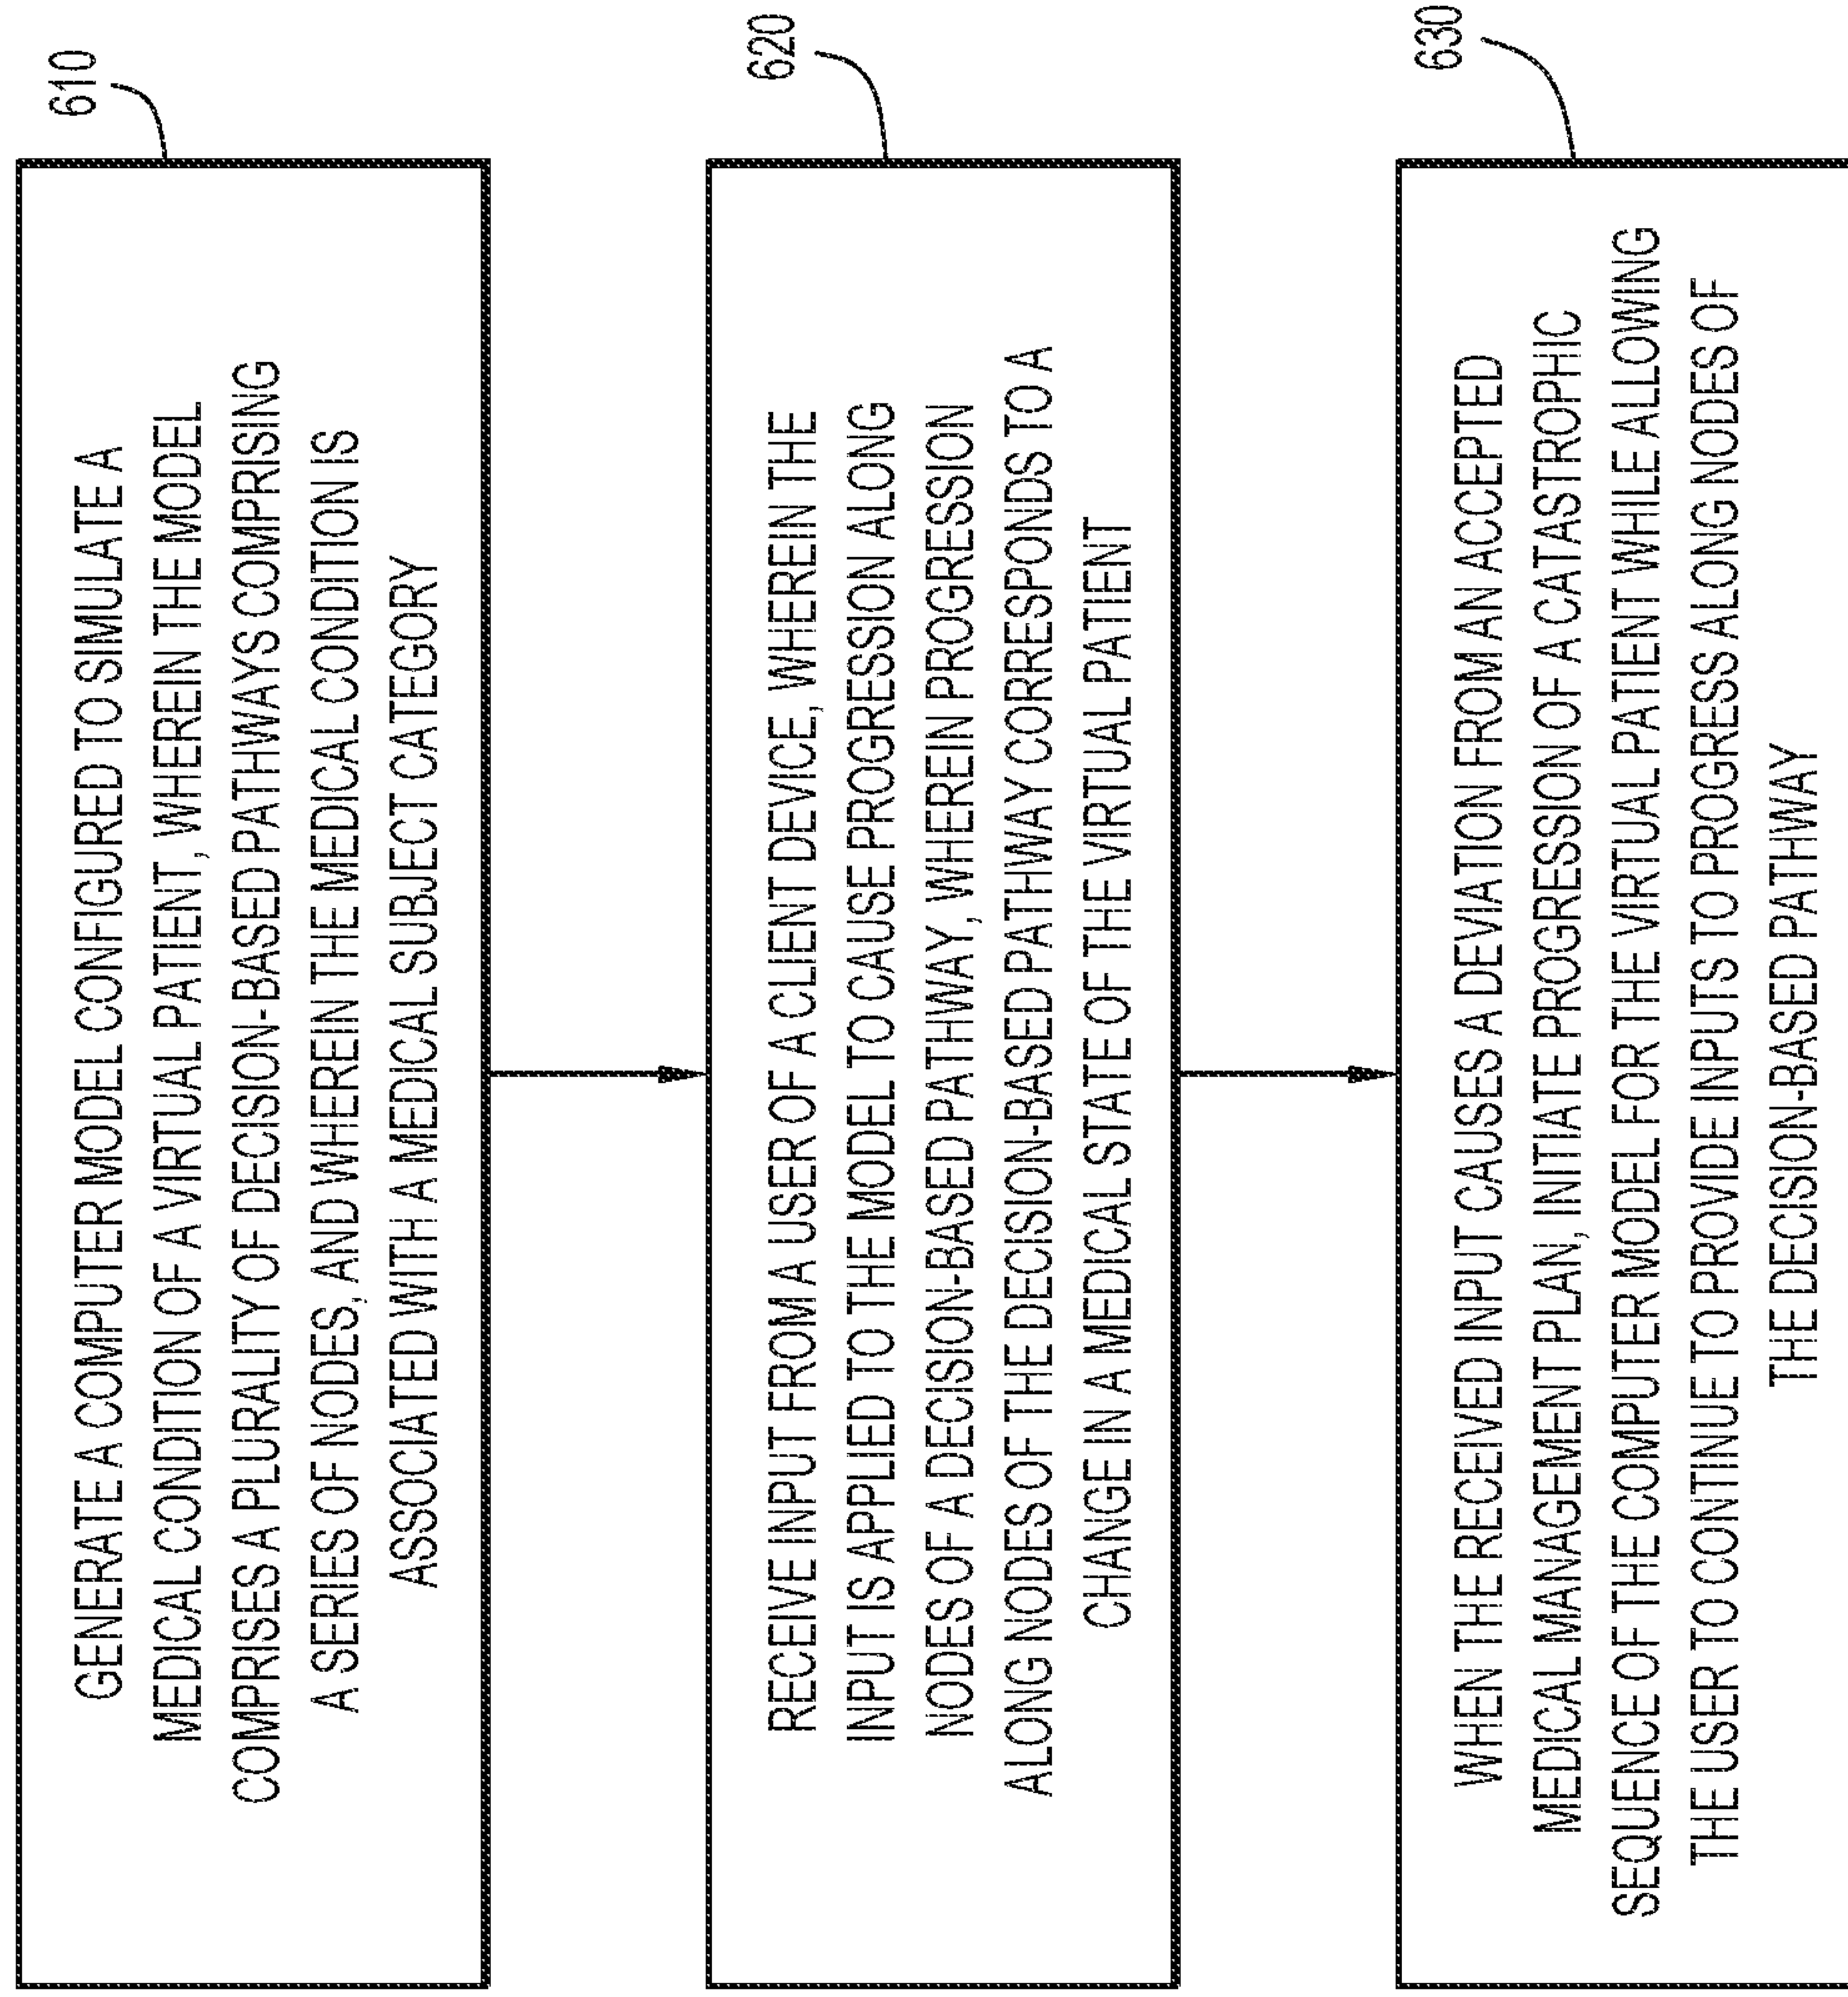 610
GENERATE A COMPUTER MODEL CONFIGURED TO SIMULATE A
MEDICAL CONDITION OF A VIRTUAL PATIENT, WHEREIN THE MODEL
COMPRISES A PLURALITY OF DECISION-BASED PATHWAYS COMPRISING
A SERIES OF NODES, AND WHEREIN THE MEDICAL CONDITION IS
ASSOCIATED WITH A MEDICAL SUBJECT CATEGORY
620
RECEIVE INPUT FROM A USER OF A CLIENT DEVICE, WHEREIN THE
INPUT IS APPLIED TO THE MODEL TO CAUSE PROGRESSION ALONG
NODES OF A DECISION-BASED PATHWAY, WHEREIN PROGRESSION
ALONG NODES OF THE DECISION-BASED PATHWAY CORRESPONDS TO A
CHANGE IN A MEDICAL STATE OF THE VIRTUAL PATIENT
630
WHEN THE RECEIVED INPUT CAUSES A DEVIATION FROM AN ACCEPTED
MEDICAL MANAGEMENT PLAN, INITIATE PROGRESSION OF A CATASTROPHIC
SEQUENCE OF THE COMPUTER MODEL FOR THE VIRTUAL PATIENT WHILE ALLOWING
THE USER TO CONTINUE TO PROVIDE INPUTS TO PROGRESS ALONG NODES OF
THE DECISION-BASED PATHWAY